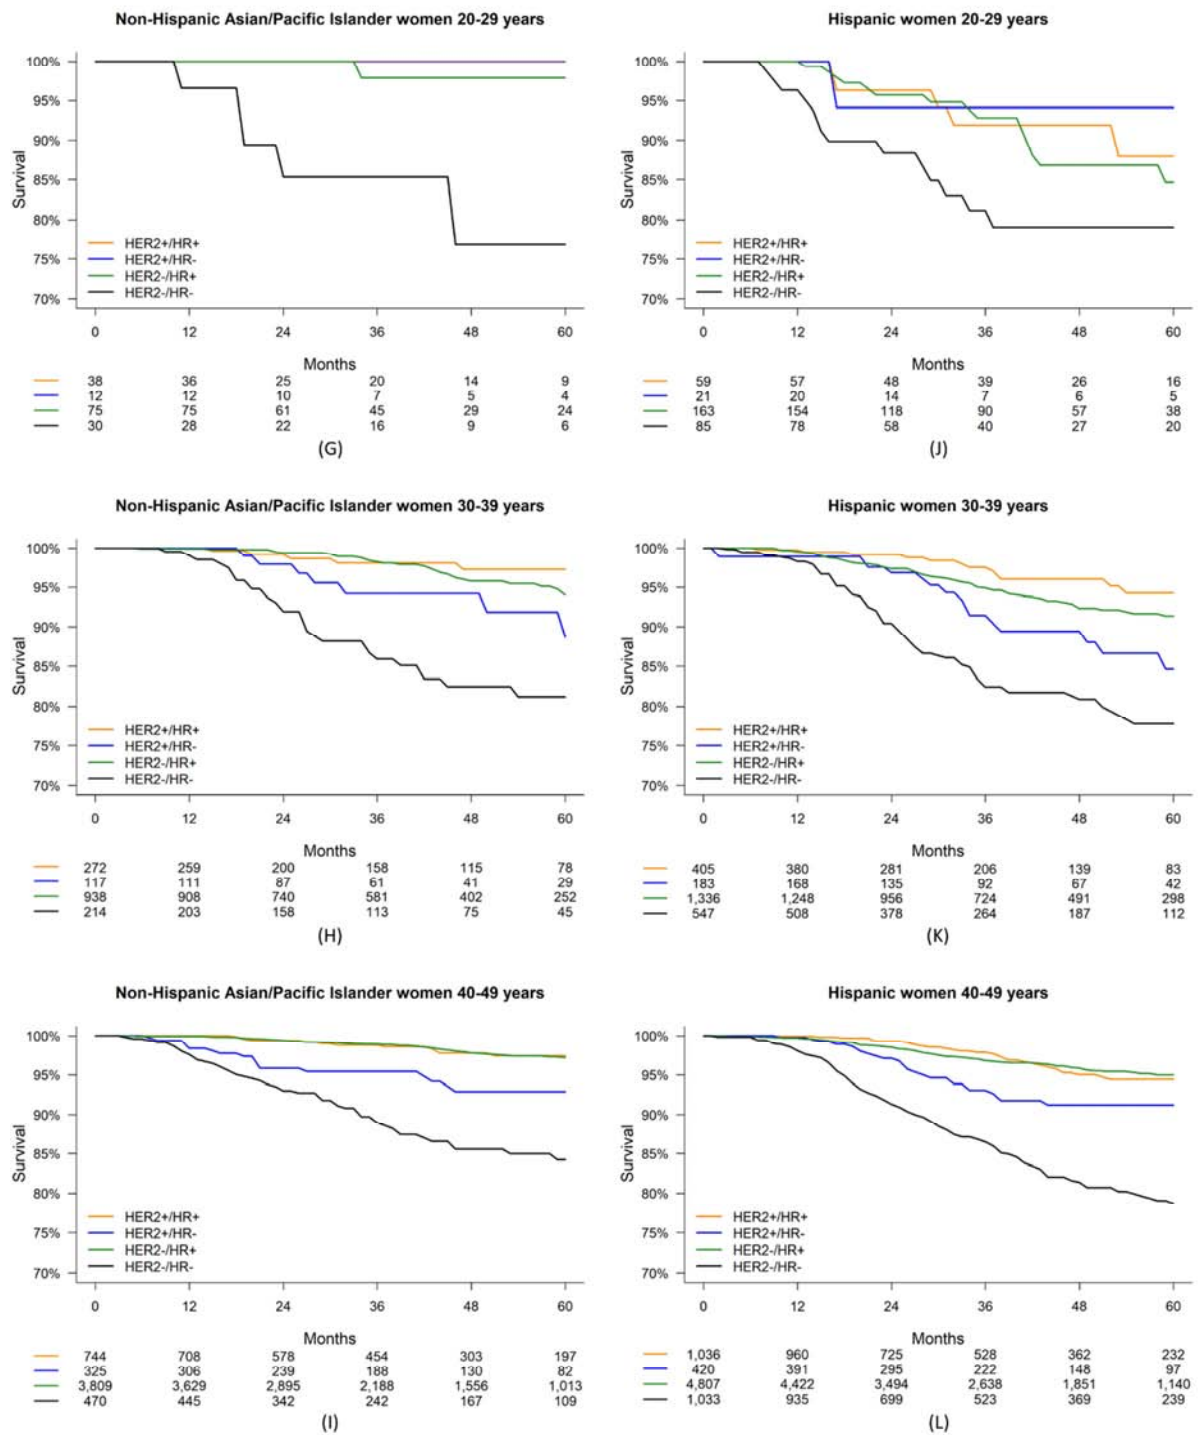 Non-Hispanic Asian/Pacific Islander women 20-29 years
100%
95%
90%
85%
80%
75%
70%
Survival
HER2+/HR+
HER2+/HR-
HER2-/HR+
HER2-/HR-
0 12 24 36 48 60
Months
38 36 25 20 14 9
12 12 10 7 5 4
75 75 61 45 29 24
30 28 22 16 9 6
(G)
Hispanic women 20-29 years
100%
95%
90%
85%
80%
75%
70%
Survival
HER2+/HR+
HER2+/HR-
HER2-/HR+
HER2-/HR-
0 12 24 36 48 60
Months
59 57 48 39 26 16
21 20 14 7 6 5
163 154 118 90 57 38
85 78 58 40 27 20
(J)
Non-Hispanic Asian/Pacific Islander women 30-39 years
100%
95%
90%
85%
80%
75%
70%
Survival
HER2+/HR+
HER2+/HR-
HER2-/HR+
HER2-/HR-
0 12 24 36 48 60
Months
272 259 200 158 115 78
117 111 87 61 41 29
938 908 740 581 402 252
214 203 158 113 75 45
(H)
Hispanic women 30-39 years
100%
95%
90%
85%
80%
75%
70%
Survival
HER2+/HR+
HER2+/HR-
HER2-/HR+
HER2-/HR-
0 12 24 36 48 60
Months
405 380 281 206 139 83
183 168 135 92 67 42
1,336 1,248 956 724 491 298
547 508 378 264 187 112
(K)
Non-Hispanic Asian/Pacific Islander women 40-49 years
100%
95%
90%
85%
80%
75%
70%
Survival
HER2+/HR+
HER2+/HR-
HER2-/HR+
HER2-/HR-
0 12 24 36 48 60
Months
744 708 578 454 303 197
325 306 239 188 130 82
3,809 3,629 2,895 2,188 1,556 1,013
470 445 342 242 167 109
(I)
Hispanic women 40-49 years
100%
95%
90%
85%
80%
75%
70%
Survival
HER2+/HR+
HER2+/HR-
HER2-/HR+
HER2-/HR-
0 12 24 36 48 60
Months
1,036 960 725 528 362 232
420 391 295 222 148 97
4,807 4,422 3,494 2,638 1,851 1,140
1,033 935 699 523 369 239
(L)